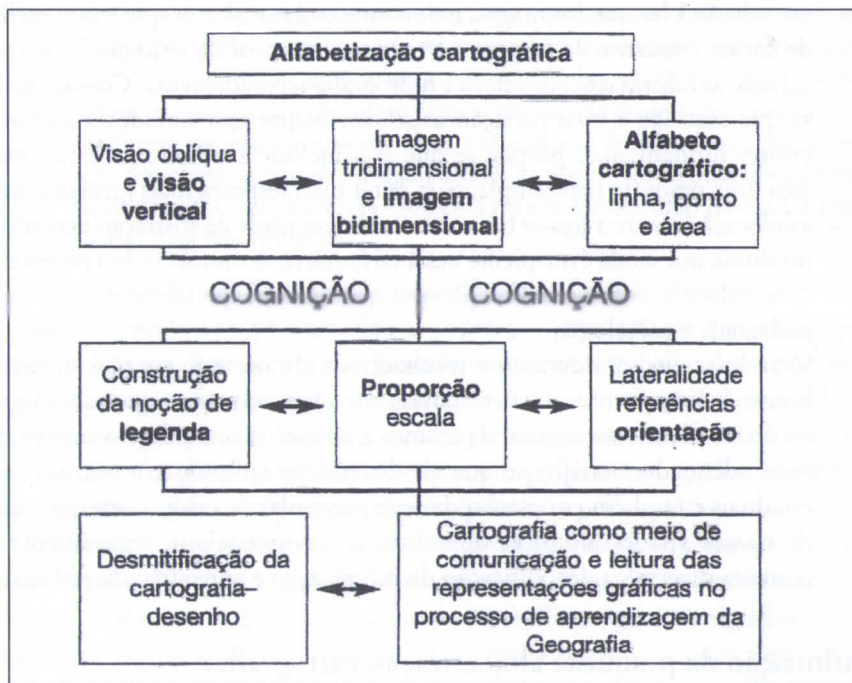 Alfabetização cartográfica
Visão oblíqua
e visão
vertical
Imagem
tridimensional
e imagem
bidimensional
Alfabeto
cartográfico:
linha, ponto
e área
COGNIÇÃO
COGNIÇÃO
Construção
da noção de
legenda
Proporção
escala
Lateralidade
referências
orientação
Desmitificação da
cartografia-
desenho
Cartografia como meio de
comunicação e leitura das
representações gráficas no
processo de aprendizagem da
Geografia